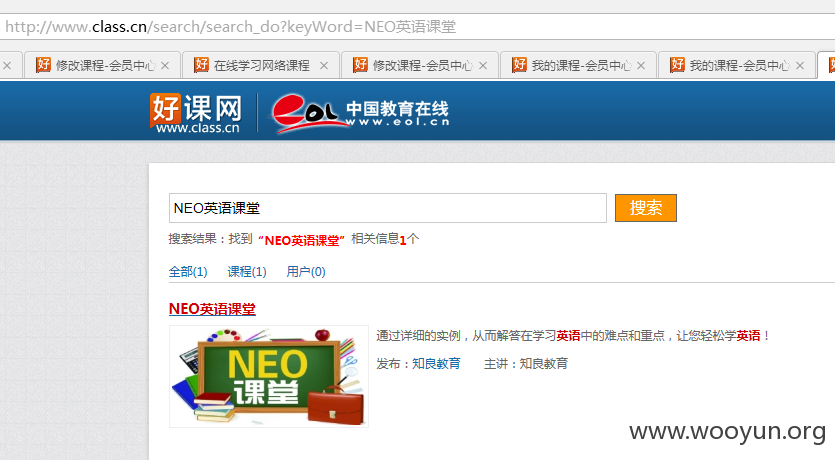 http://www.class.cn/search/search_do?keyWord=NEO英语课堂
修改课程-会员中心
在线学习网络课程
修改课程-会员中心
我的课程-会员中心
我的课程-会员中心
好课网
www.class.cn
eol
中国教育在线
www.eol.cn
NEO英语课堂
搜索
搜索结果：找到“NEO英语课堂”相关信息1个
全部(1) 课程(1) 用户(0)
NEO英语课堂
NEO
课堂
通过详细的实例，从而解答在学习英语中的难点和重点，让您轻松学英语！
发布：知良教育 主讲：知良教育
www.wooyun.org